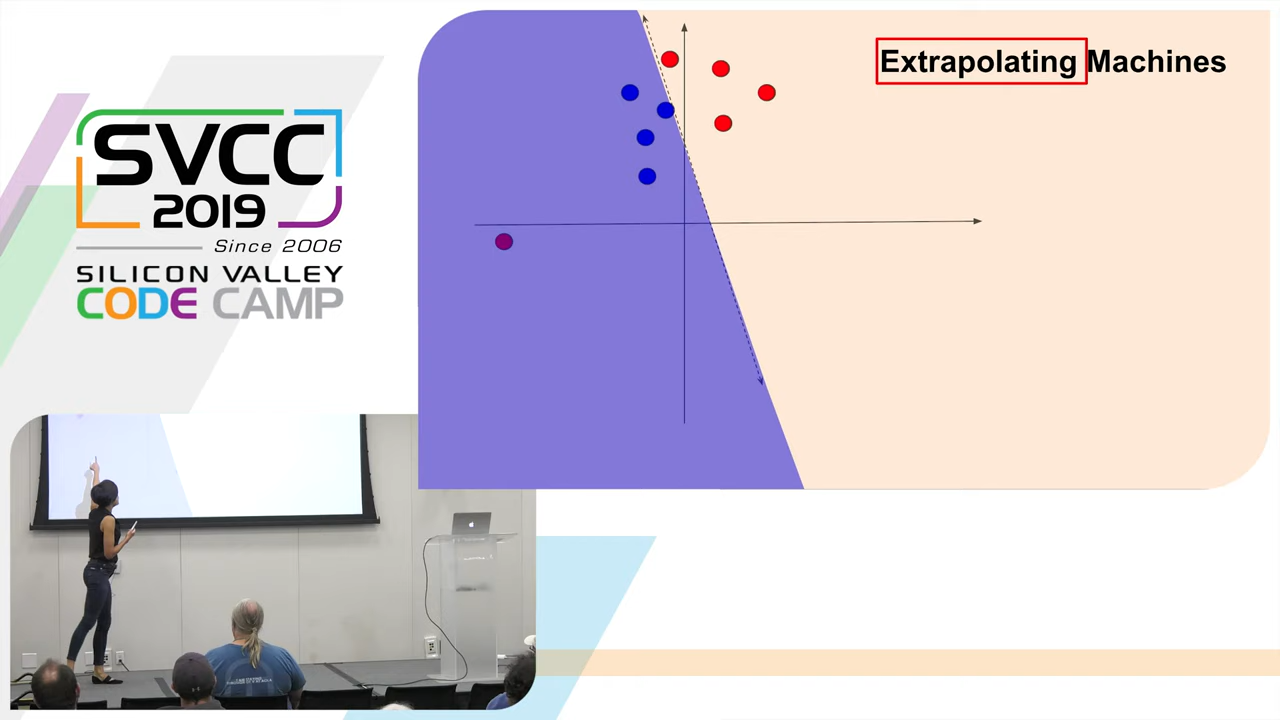 SVCC
2019
Since 2006
SILICON VALLEY
CODE CAMP
Extrapolating Machines